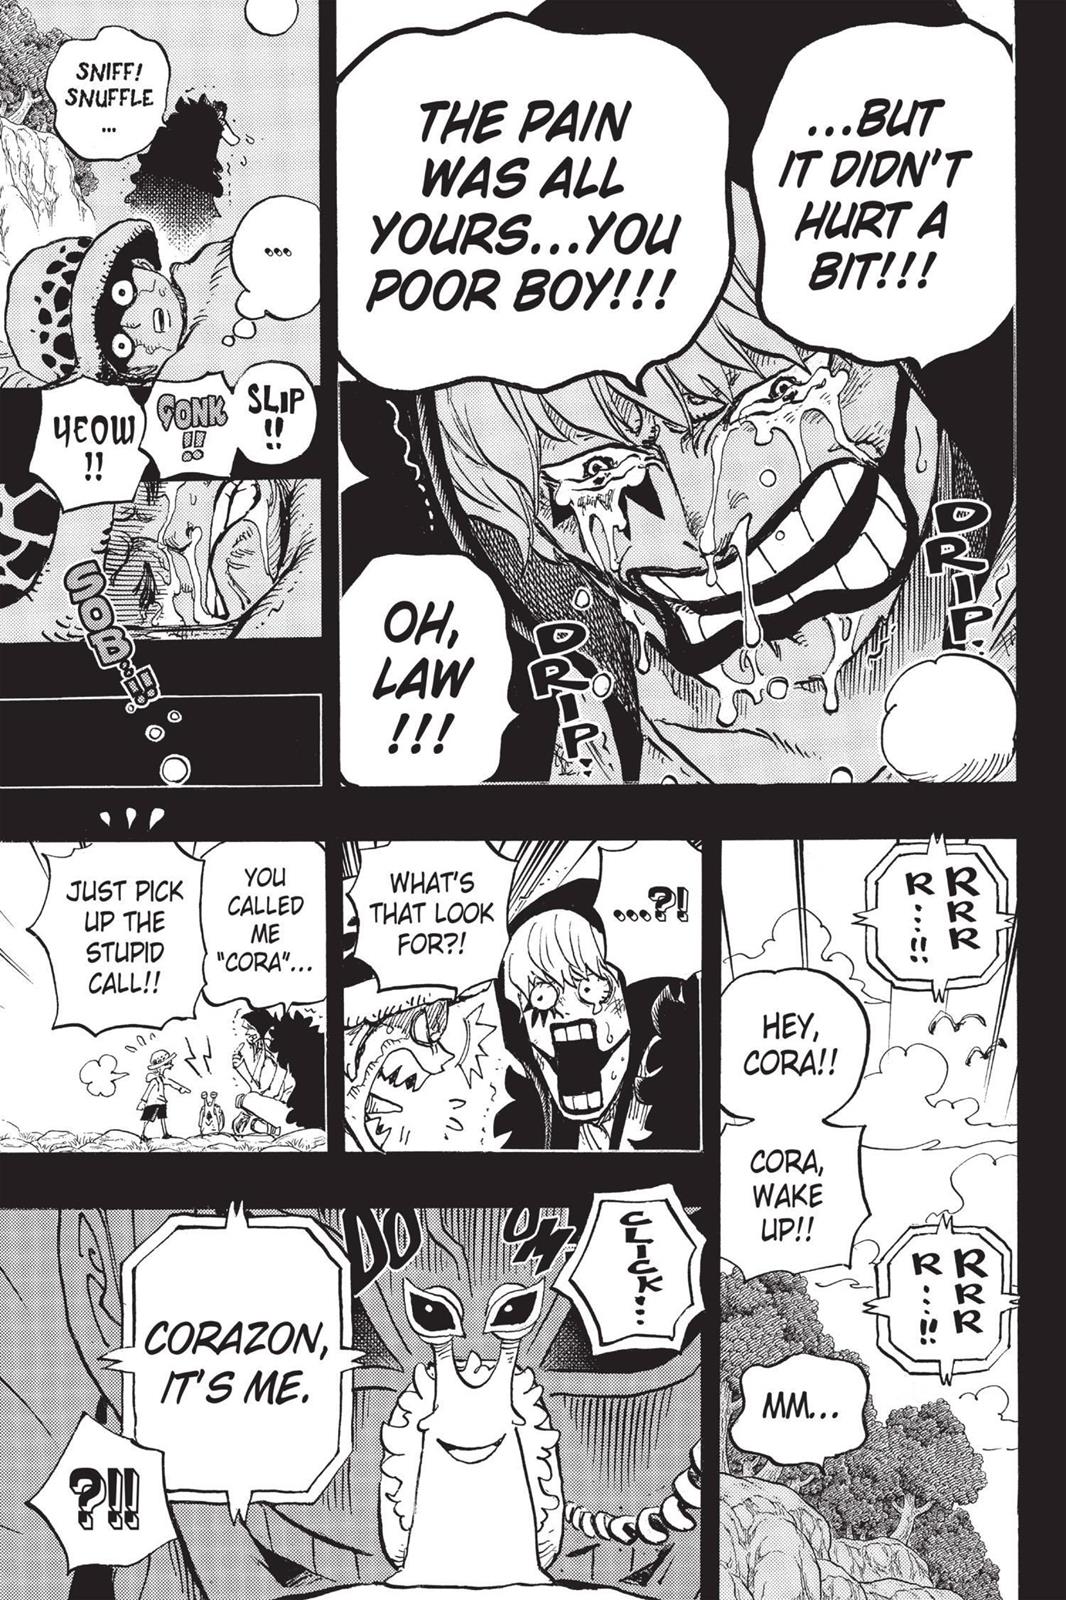 ...BUT
IT DIDN'T
HURT A
BIT!!!
THE PAIN
WAS ALL
YOURS...YOU
POOR BOY!!!
OH,
LAW
!!!
DRIP.
DRIP.
SNIFF!
SNUFFLE
...
...
SLIP
!!
GONK
!!
YEOW
!!
SOB..!!
RRR
R...!!
HEY,
CORA!!
CORA,
WAKE
UP!!
RRR
R...!!
MM...
...?!
WHAT'S
THAT LOOK
FOR?!
YOU
CALLED
ME
"CORA"...
JUST PICK
UP THE
STUPID
CALL!!
CLICK...
DOOM
CORAZON,
IT'S ME.
?!!